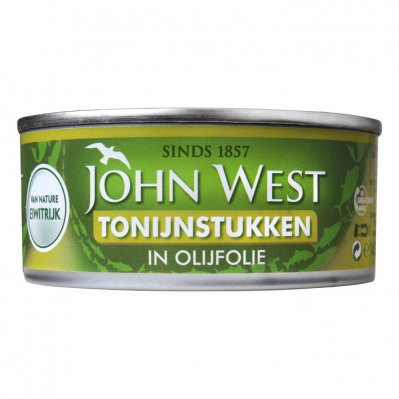 SINDS 1857
JOHN WEST
VAN NATURE
EIWITRIJK
TONIJNSTUKKEN
IN OLIJFOLIE